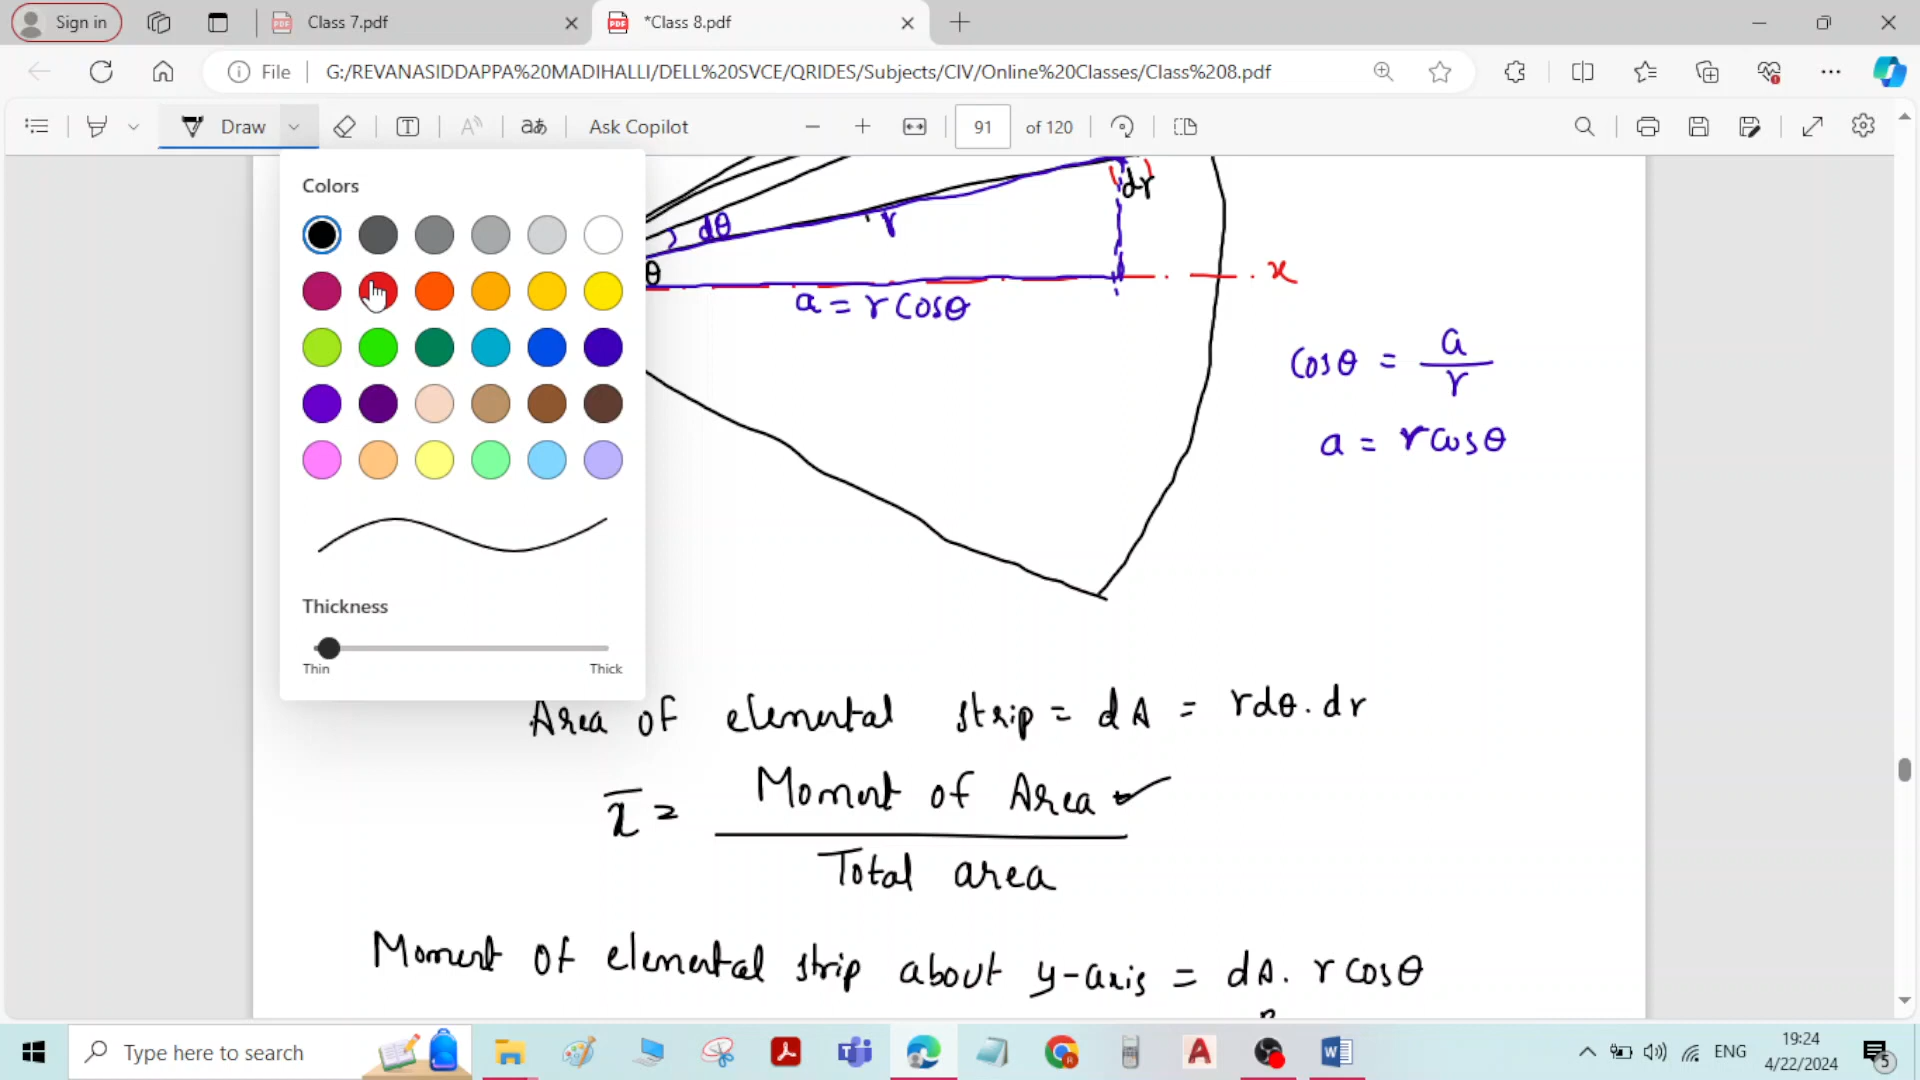 Sign in
Class 7.pdf
*Class 8.pdf
File
G:/REVANASIDDAPPA%20MADIHALLI/DELL%20SVCE/QRIDES/Subjects/CIV/Online%20Classes/Class%208.pdf
Draw
Ask Copilot
91 of 120
Colors
dr
dθ
r
θ
x
a = r cosθ
cosθ = a/r
a = r cosθ
Thickness
Thin
Thick
Area of elemental strip = dA = rdθ.dr
x̄ = Moment of Area ✓
Total area
Moment of elemental strip about y-axis = dA. r cosθ
Type here to search
ENG
19:24
4/22/2024
5